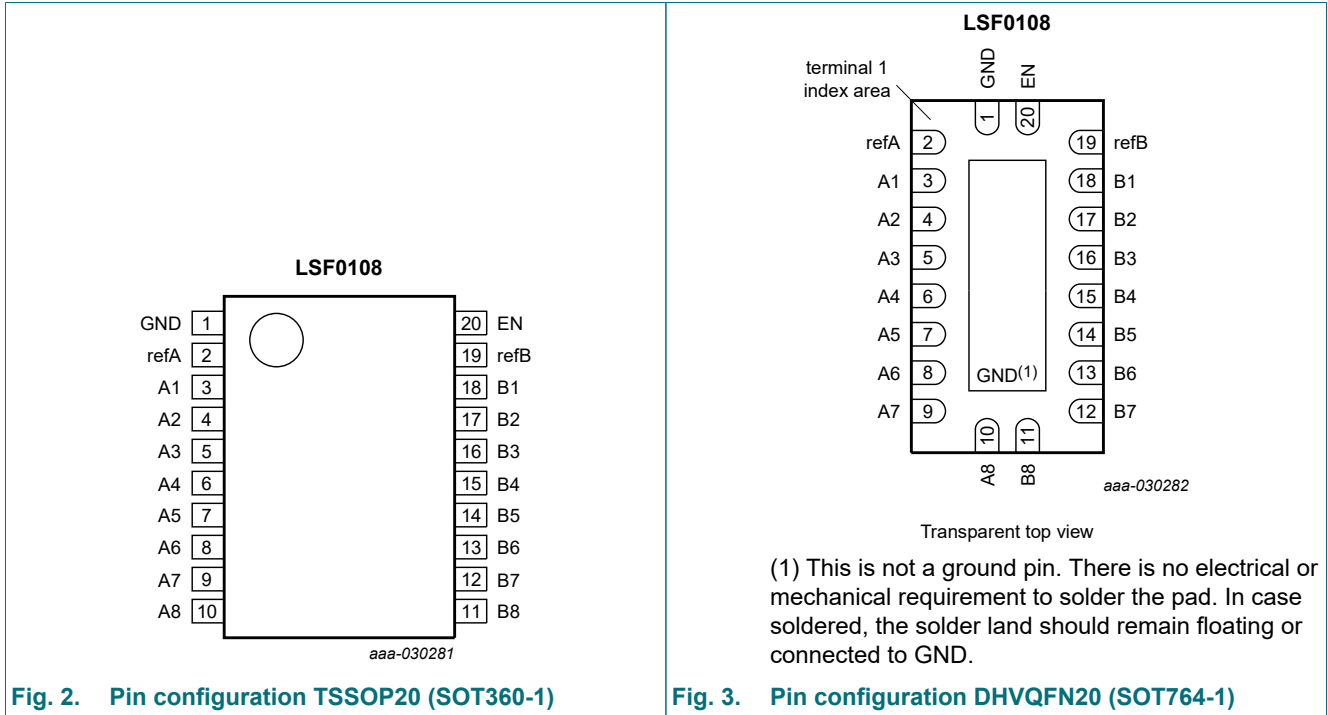 LSF0108
GND 1 20 EN
refA 2 19 refB
A1 3 18 B1
A2 4 17 B2
A3 5 16 B3
A4 6 15 B4
A5 7 14 B5
A6 8 13 B6
A7 9 12 B7
A8 10 11 B8
aaa-030281
Fig. 2. Pin configuration TSSOP20 (SOT360-1)
LSF0108
terminal 1
index area
GND EN
1 20
refA 2 19 refB
A1 3 18 B1
A2 4 17 B2
A3 5 16 B3
A4 6 15 B4
A5 7 14 B5
A6 8 GND(1) 13 B6
A7 9 12 B7
10 11
A8 B8
aaa-030282
Transparent top view
(1) This is not a ground pin. There is no electrical or
mechanical requirement to solder the pad. In case
soldered, the solder land should remain floating or
connected to GND.
Fig. 3. Pin configuration DHVQFN20 (SOT764-1)